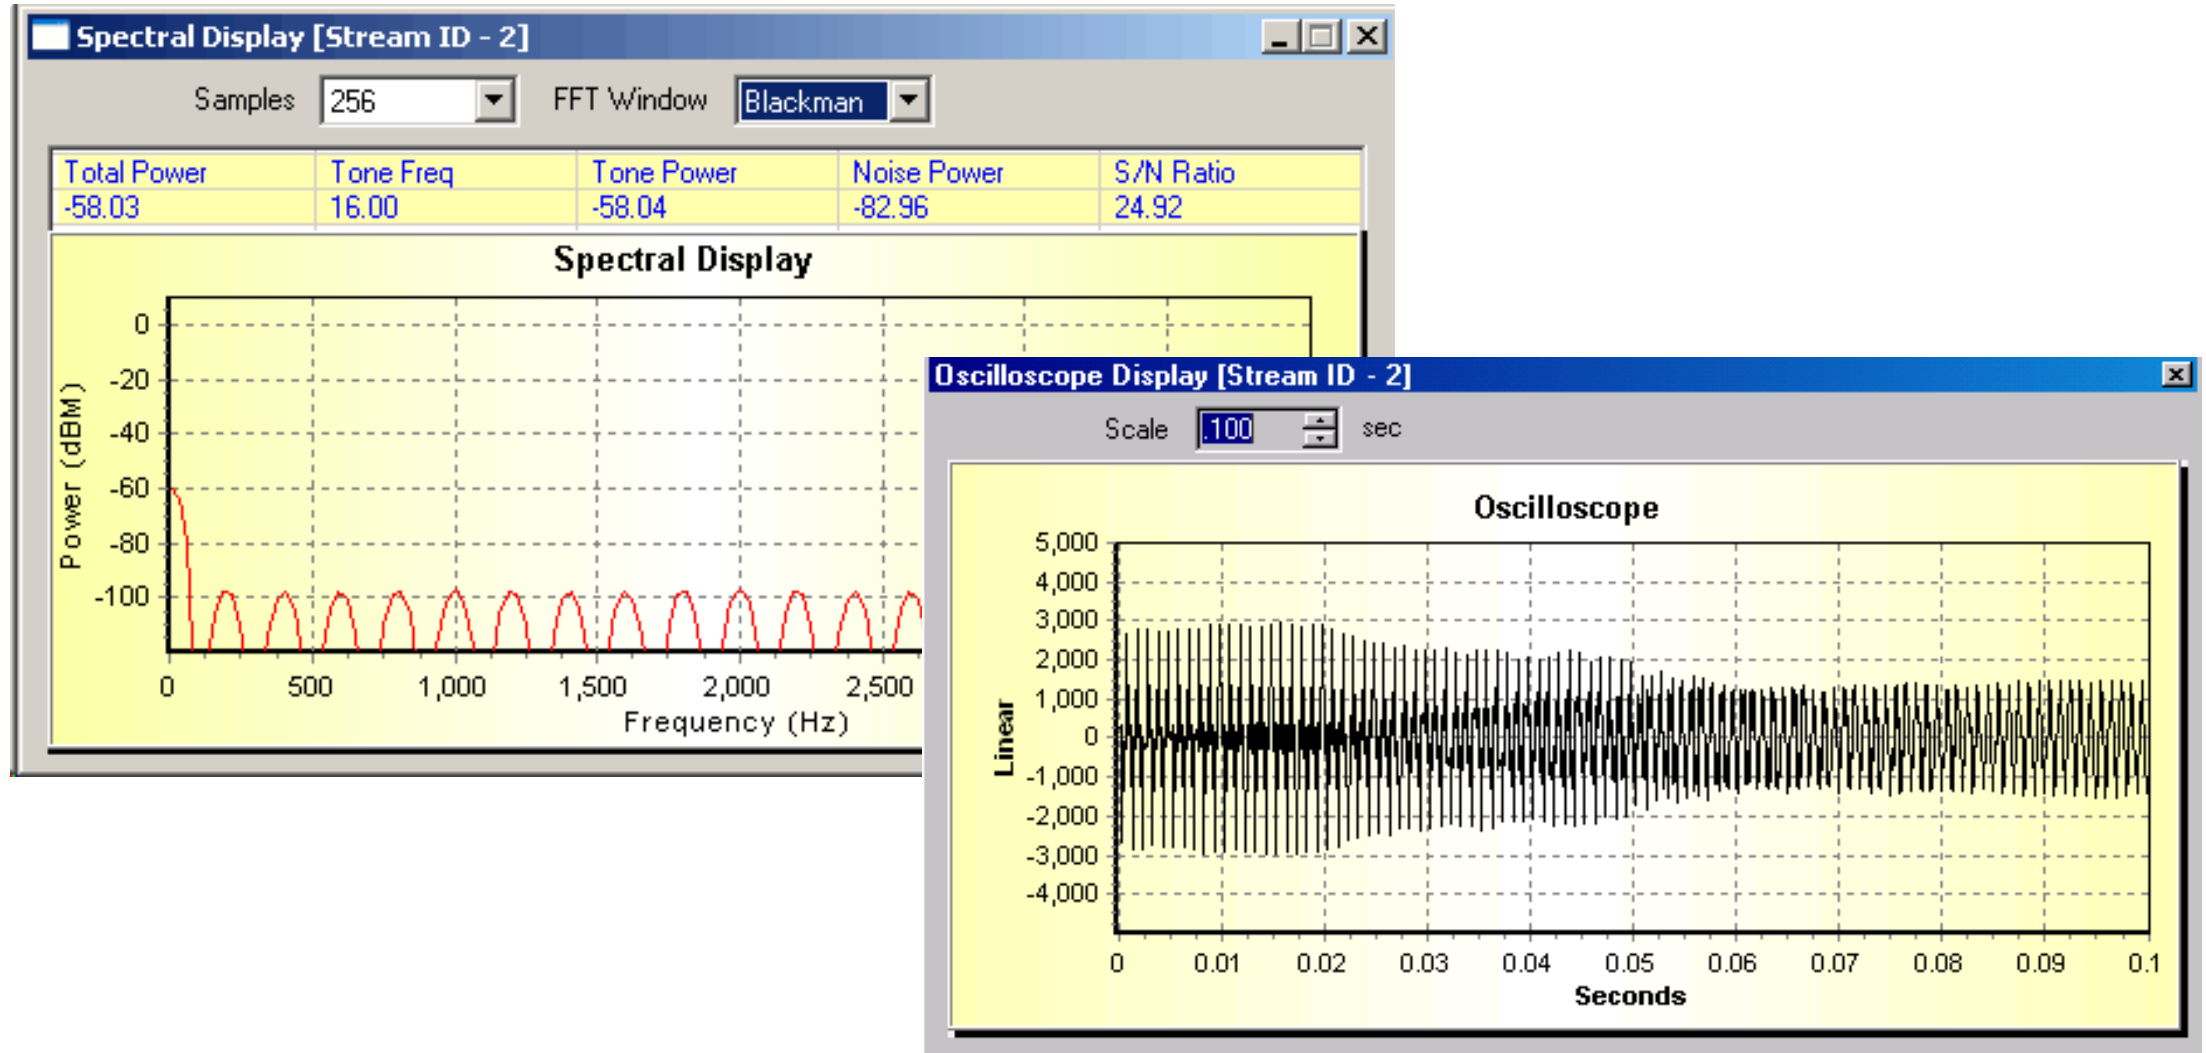 Spectral Display [Stream ID - 2]
Samples 256 FFT Window Blackman
Total Power Tone Freq Tone Power Noise Power S/N Ratio
-58.03 16.00 -58.04 -82.96 24.92
Spectral Display
0
-20
-40
-60
-80
-100
Power (dBM)
0 500 1,000 1,500 2,000 2,500
Frequency (Hz)
Oscilloscope Display [Stream ID - 2]
Scale .100 sec
Oscilloscope
5,000
4,000
3,000
2,000
1,000
0
-1,000
-2,000
-3,000
-4,000
Linear
0 0.01 0.02 0.03 0.04 0.05 0.06 0.07 0.08 0.09 0.1
Seconds